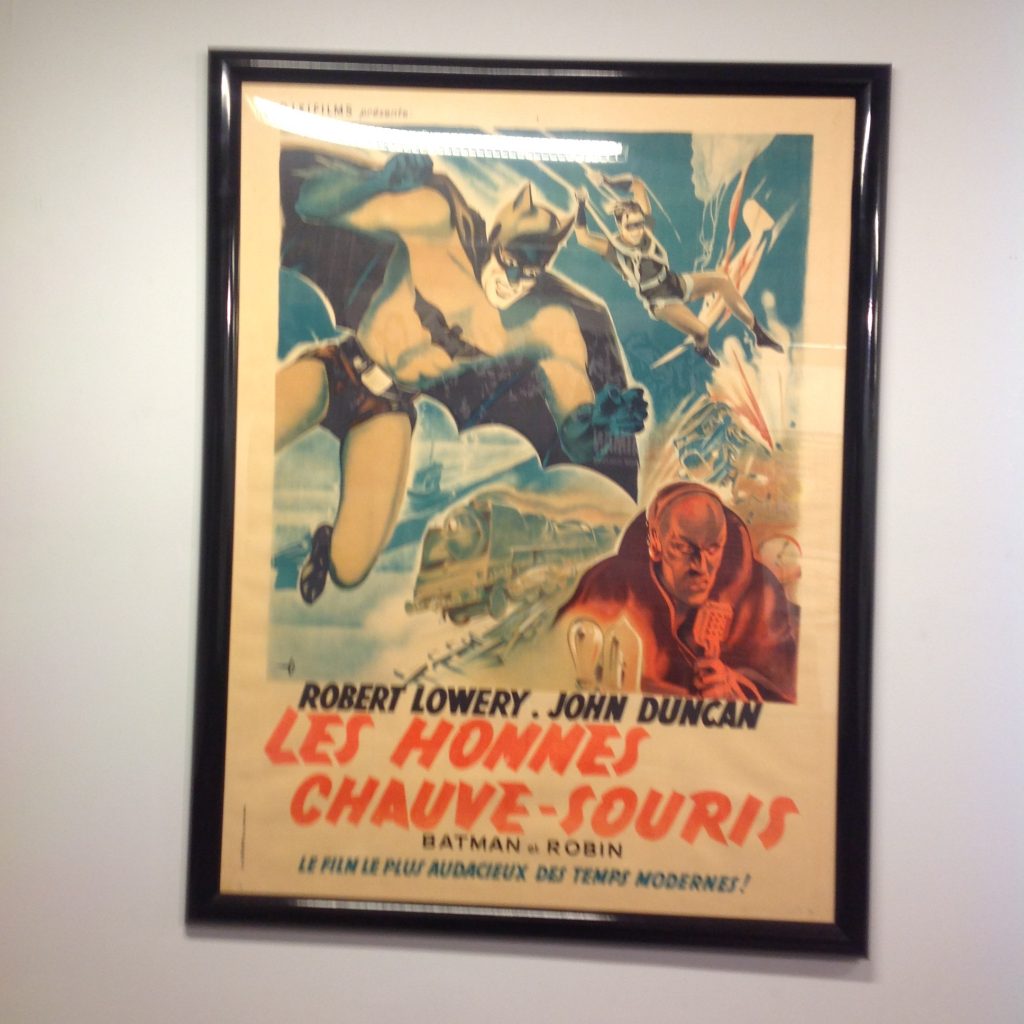 présente
ROBERT LOWERY . JOHN DUNCAN
LES HOMMES
CHAUVE-SOURIS
BATMAN et ROBIN
LE FILM LE PLUS AUDACIEUX DES TEMPS MODERNES !